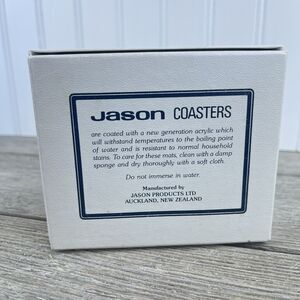 Jason COASTERS
are coated with a new generation acrylic which
will withstand temperatures to the boiling point
of water and is resistant to normal household
stains. To care for these mats, clean with a damp
sponge and dry thoroughly with a soft cloth.
Do not immerse in water.
Manufactured by
JASON PRODUCTS LTD
AUCKLAND, NEW ZEALAND